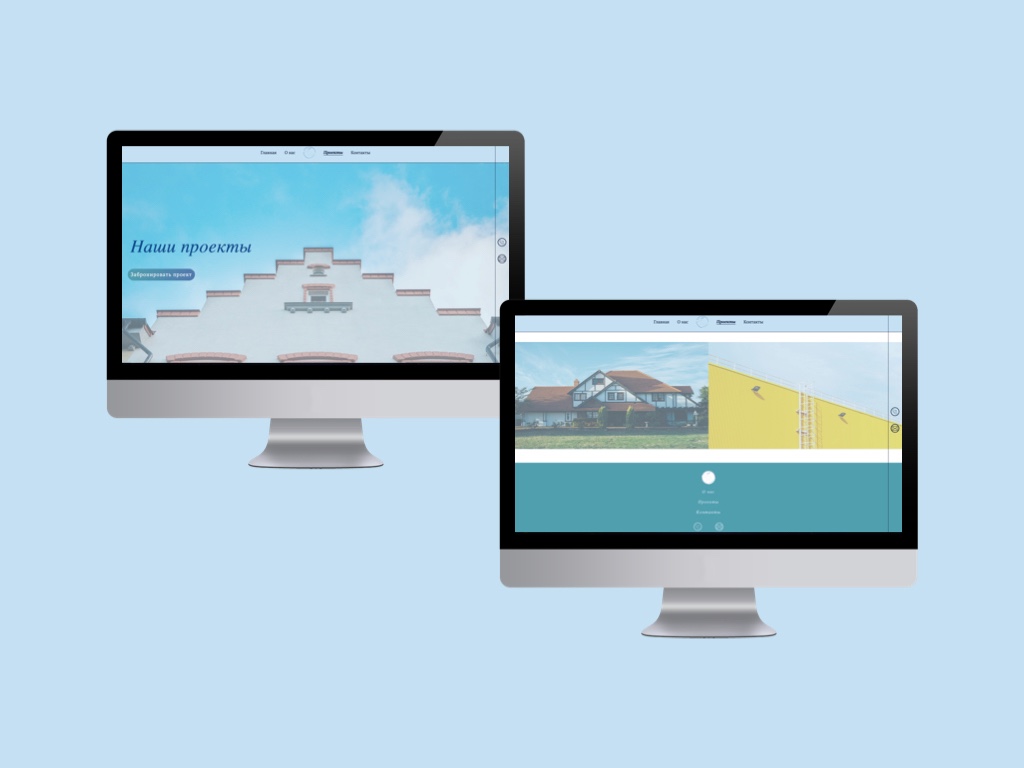 Главная О нас Проекты Контакты
Наши проекты
Забронировать проект
Главная О нас Проекты Контакты
О нас
Проекты
Контакты